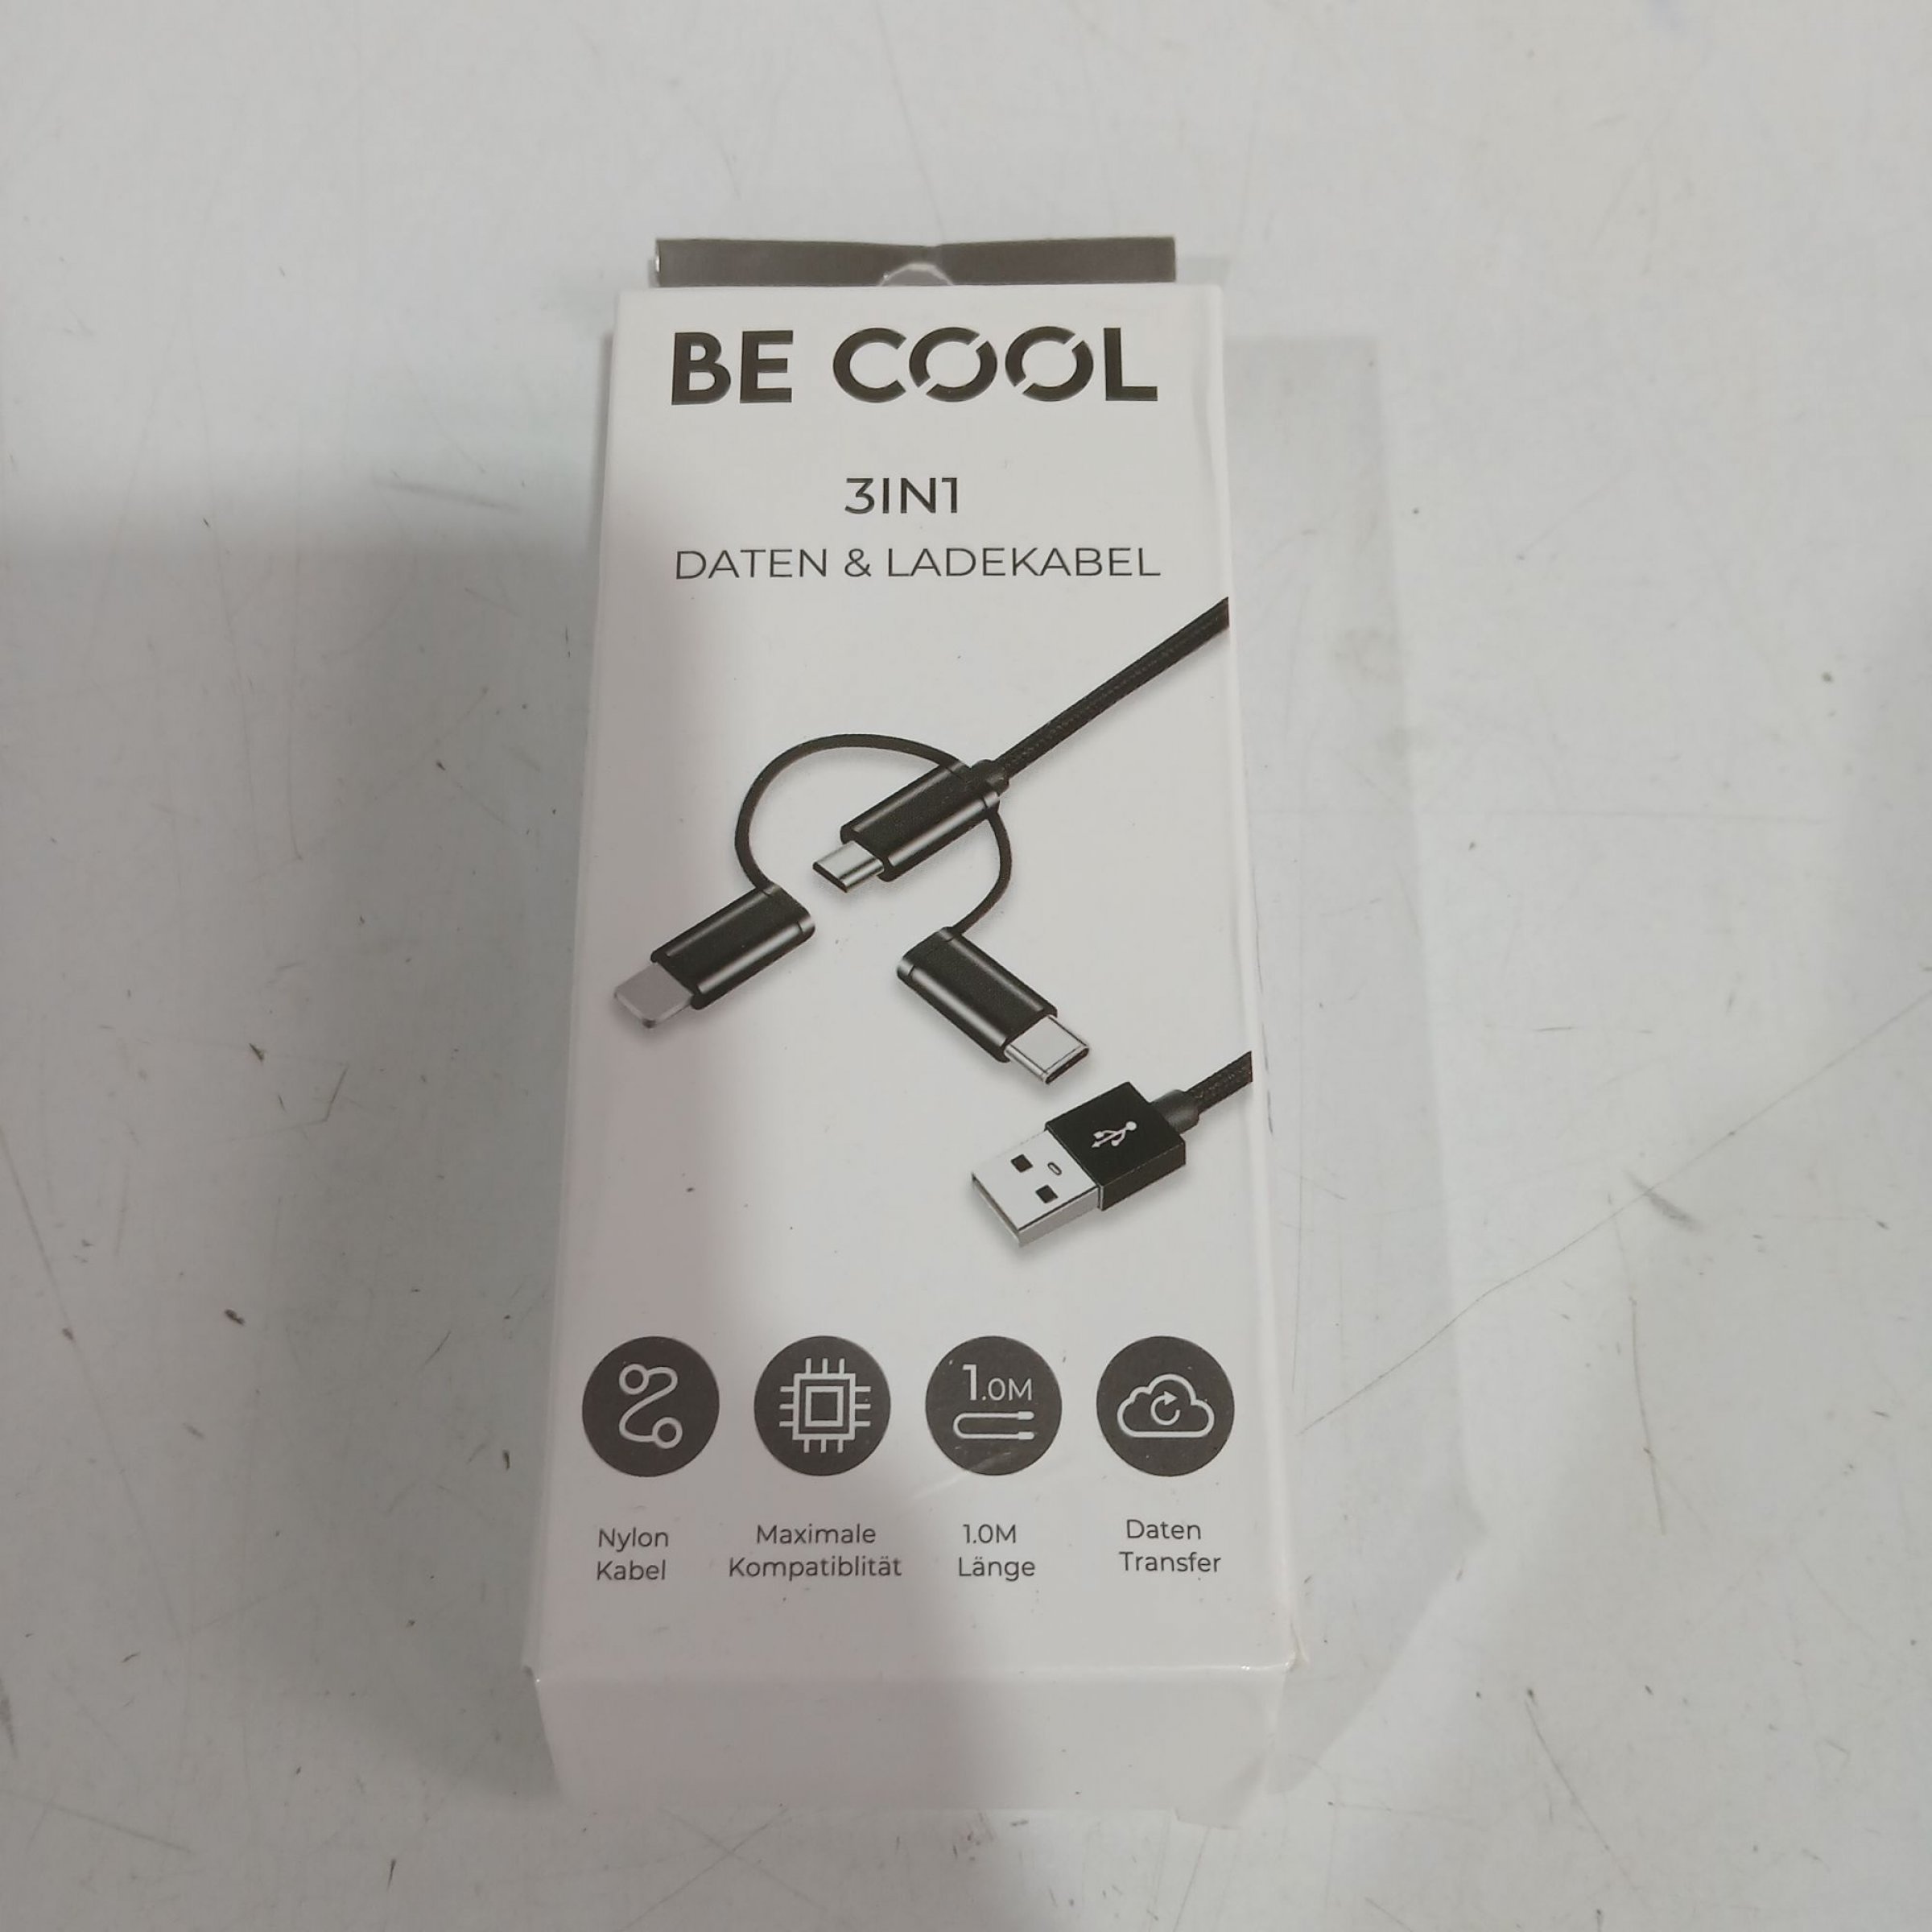 BE COOL
3IN1
DATEN & LADEKABEL
1.0M
Nylon
Kabel
Maximale
Kompatiblität
1.0M
Länge
Daten
Transfer